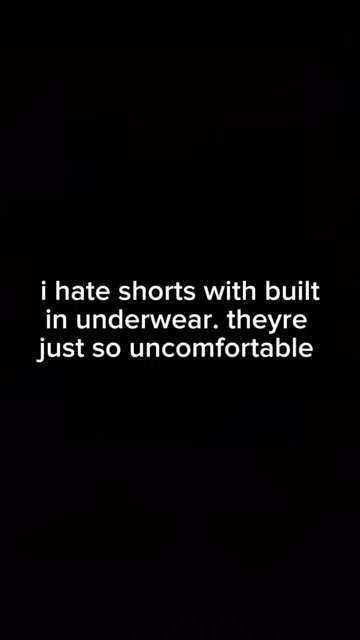 i hate shorts with built
in underwear. theyre
just so uncomfortable